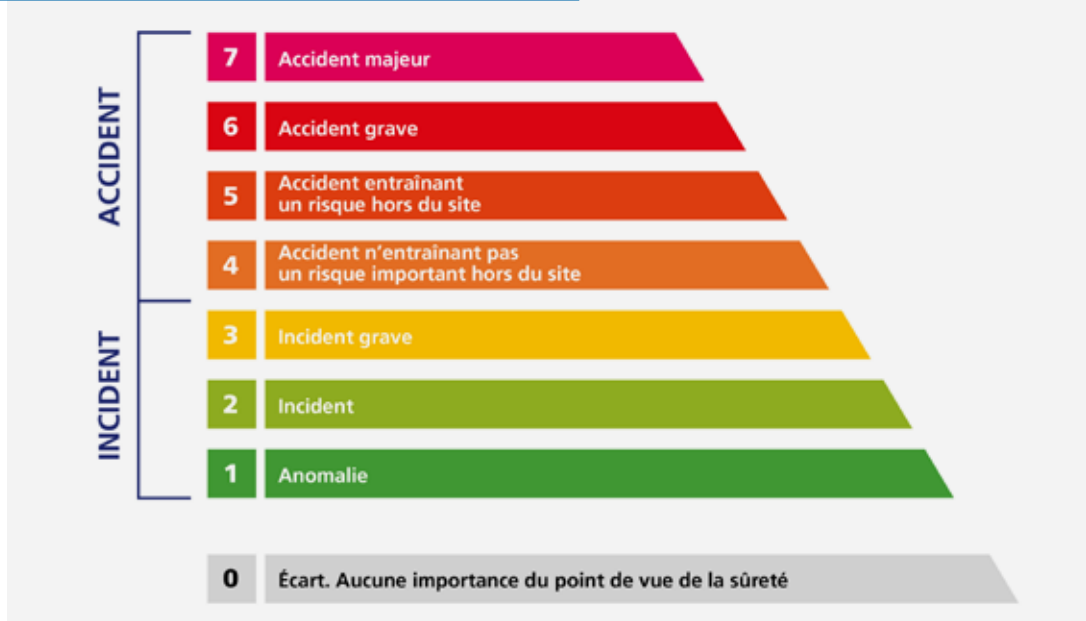 ACCIDENT
7 Accident majeur
6 Accident grave
5 Accident entraînant
un risque hors du site
4 Accident n’entraînant pas
un risque important hors du site
INCIDENT
3 Incident grave
2 Incident
1 Anomalie
0 Écart. Aucune importance du point de vue de la sûreté